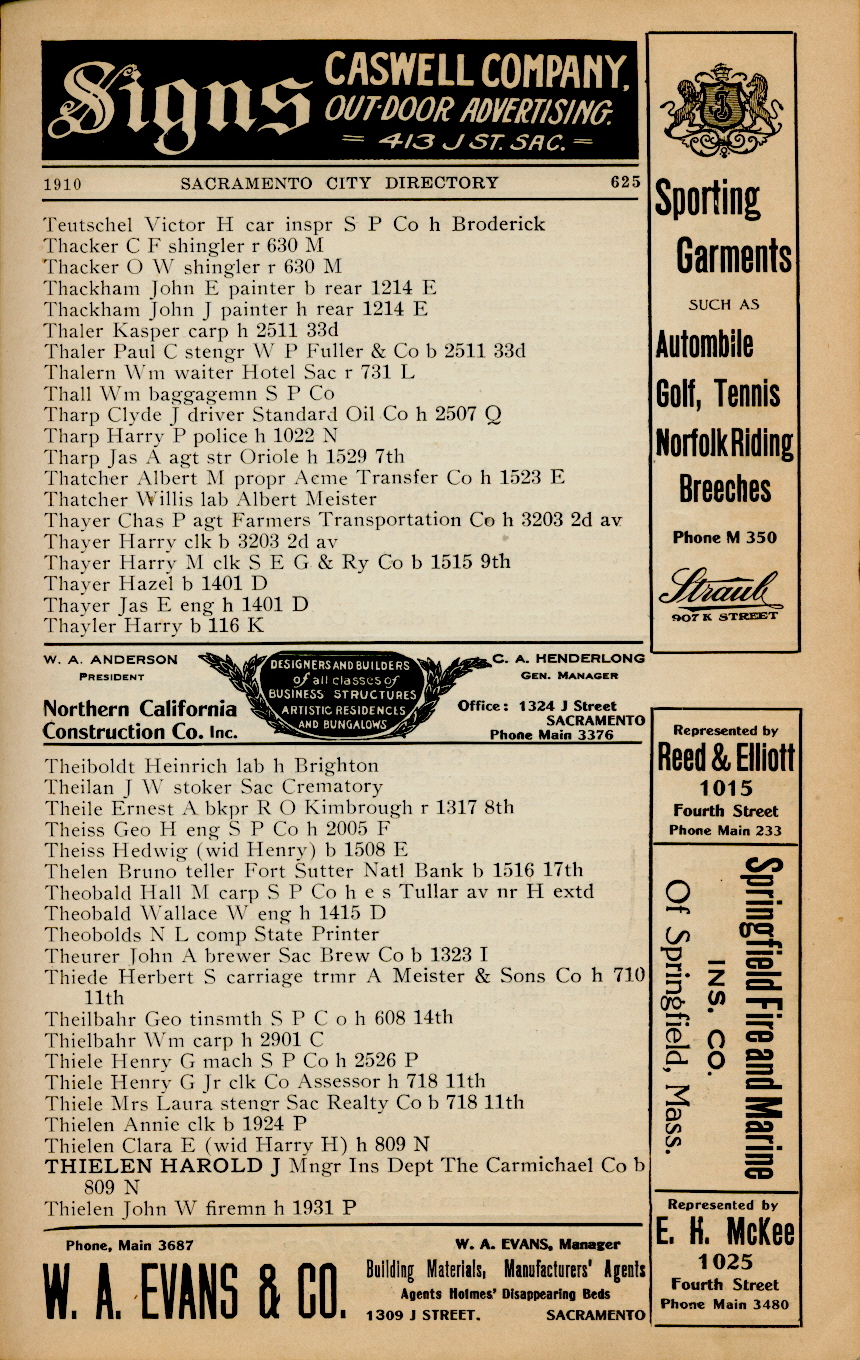 Signs
CASWELL COMPANY,
OUT-DOOR ADVERTISING.
= 413 J ST. SAC. =
1910 SACRAMENTO CITY DIRECTORY 625
Teutschel Victor H car inspr S P Co h Broderick
Thacker C F shingler r 630 M
Thacker O W shingler r 630 M
Thackham John E painter b rear 1214 E
Thackham John J painter h rear 1214 E
Thaler Kasper carp h 2511 33d
Thaler Paul C stengr W P Fuller & Co b 2511 33d
Thalern Wm waiter Hotel Sac r 731 L
Thall Wm baggagemn S P Co
Tharp Clyde J driver Standard Oil Co h 2507 Q
Tharp Harry P police h 1022 N
Tharp Jas A agt str Oriole h 1529 7th
Thatcher Albert M propr Acme Transfer Co h 1523 E
Thatcher Willis lab Albert Meister
Thayer Chas P agt Farmers Transportation Co h 3203 2d av
Thayer Harry clk b 3203 2d av
Thayer Harry M clk S E G & Ry Co b 1515 9th
Thayer Hazel b 1401 D
Thayer Jas E eng h 1401 D
Thayler Harry b 116 K
W. A. ANDERSON
PRESIDENT
Northern California
Construction Co. Inc.
DESIGNERS AND BUILDERS
of all classes of
BUSINESS STRUCTURES
ARTISTIC RESIDENCES
AND BUNGALOWS
C. A. HENDERLONG
GEN. MANAGER
Office: 1324 J Street
SACRAMENTO
Phone Main 3376
Theiboldt Heinrich lab h Brighton
Theilan J W stoker Sac Crematory
Theile Ernest A bkpr R O Kimbrough r 1317 8th
Theiss Geo H eng S P Co h 2005 F
Theiss Hedwig (wid Henry) b 1508 E
Thelen Bruno teller Fort Sutter Natl Bank b 1516 17th
Theobald Hall M carp S P Co h e s Tullar av nr H extd
Theobald Wallace W eng h 1415 D
Theobolds N L comp State Printer
Theurer John A brewer Sac Brew Co b 1323 I
Thiede Herbert S carriage trmr A Meister & Sons Co h 710
11th
Theilbahr Geo tinsmth S P C o h 608 14th
Thielbahr Wm carp h 2901 C
Thiele Henry G mach S P Co h 2526 P
Thiele Henry G Jr clk Co Assessor h 718 11th
Thiele Mrs Laura stengr Sac Realty Co b 718 11th
Thielen Annie clk b 1924 P
Thielen Clara E (wid Harry H) h 809 N
THIELEN HAROLD J Mngr Ins Dept The Carmichael Co b
809 N
Thielen John W firemn h 1931 P
Phone, Main 3687
W. A. EVANS & CO.
W. A. EVANS, Manager
Building Materials, Manufacturers' Agents
Agents Holmes' Disappearing Beds
1309 J STREET. SACRAMENTO
S
Sporting
Garments
SUCH AS
Autombile
Golf, Tennis
Norfolk Riding
Breeches
Phone M 350
Straub
907 K STREET
Represented by
Reed & Elliott
1015
Fourth Street
Phone Main 233
Springfield Fire and Marine
INS. CO.
Of Springfield, Mass.
Represented by
E. H. McKee
1025
Fourth Street
Phone Main 3480